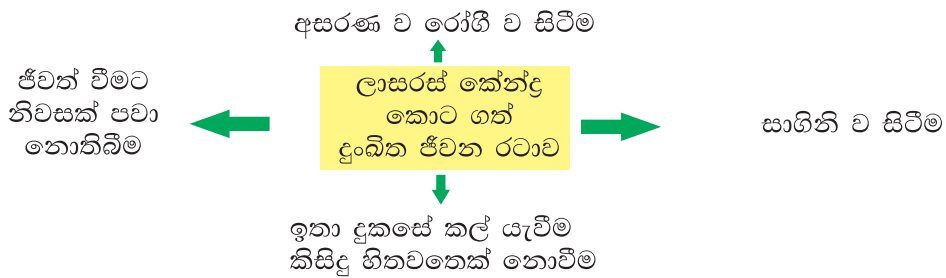 අසරණ ව රෝගී ව සිටීම
ජීවත් වීමට
නිවසක් පවා
නොතිබීම
ලාසරස් කේන්ද්‍ර
කොට ගත්
දුංඛිත ජීවන රටාව
සාගිනි ව සිටීම
ඉතා දුකසේ කල් යැවීම
කිසිදු හිතවතෙක් නොවීම